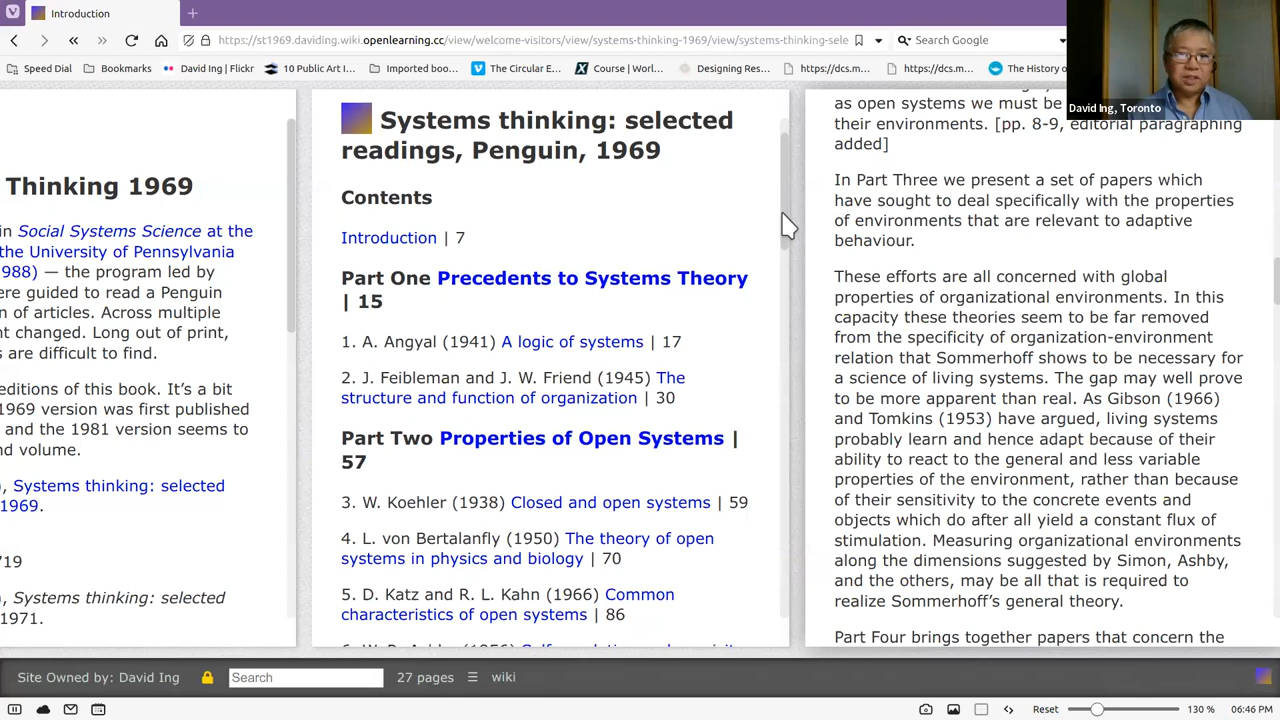 Introduction
https://st1969.daviding.wiki.openlearning.cc/view/welcome-visitors/view/systems-thinking-1969/view/systems-thinking-sele
Search Google
Speed Dial
Bookmarks
David Ing | Flickr
10 Public Art I...
Imported boo...
The Circular E...
Course | Worl...
Designing Res...
https://dcs.m...
https://dcs.m...
The History o
David Ing, Toronto
Thinking 1969
in Social Systems Science at the
the University of Pennsylvania
988) — the program led by
ere guided to read a Penguin
n of articles. Across multiple
nt changed. Long out of print,
s are difficult to find.
editions of this book. It's a bit
1969 version was first published
and the 1981 version seems to
nd volume.
), Systems thinking: selected
1969.
719
), Systems thinking: selected
1971.
Systems thinking: selected
readings, Penguin, 1969
Contents
Introduction | 7
Part One Precedents to Systems Theory
| 15
1. A. Angyal (1941) A logic of systems | 17
2. J. Feibleman and J. W. Friend (1945) The
structure and function of organization | 30
Part Two Properties of Open Systems |
57
3. W. Koehler (1938) Closed and open systems | 59
4. L. von Bertalanfly (1950) The theory of open
systems in physics and biology | 70
5. D. Katz and R. L. Kahn (1966) Common
characteristics of open systems | 86
as open systems we must be
their environments. [pp. 8-9, editorial paragraphing
added]
In Part Three we present a set of papers which
have sought to deal specifically with the properties
of environments that are relevant to adaptive
behaviour.
These efforts are all concerned with global
properties of organizational environments. In this
capacity these theories seem to be far removed
from the specificity of organization-environment
relation that Sommerhoff shows to be necessary for
a science of living systems. The gap may well prove
to be more apparent than real. As Gibson (1966)
and Tomkins (1953) have argued, living systems
probably learn and hence adapt because of their
ability to react to the general and less variable
properties of the environment, rather than because
of their sensitivity to the concrete events and
objects which do after all yield a constant flux of
stimulation. Measuring organizational environments
along the dimensions suggested by Simon, Ashby,
and the others, may be all that is required to
realize Sommerhoff's general theory.
Part Four brings together papers that concern the
Site Owned by: David Ing
Search
27 pages
wiki
Reset
130 %
06:46 PM